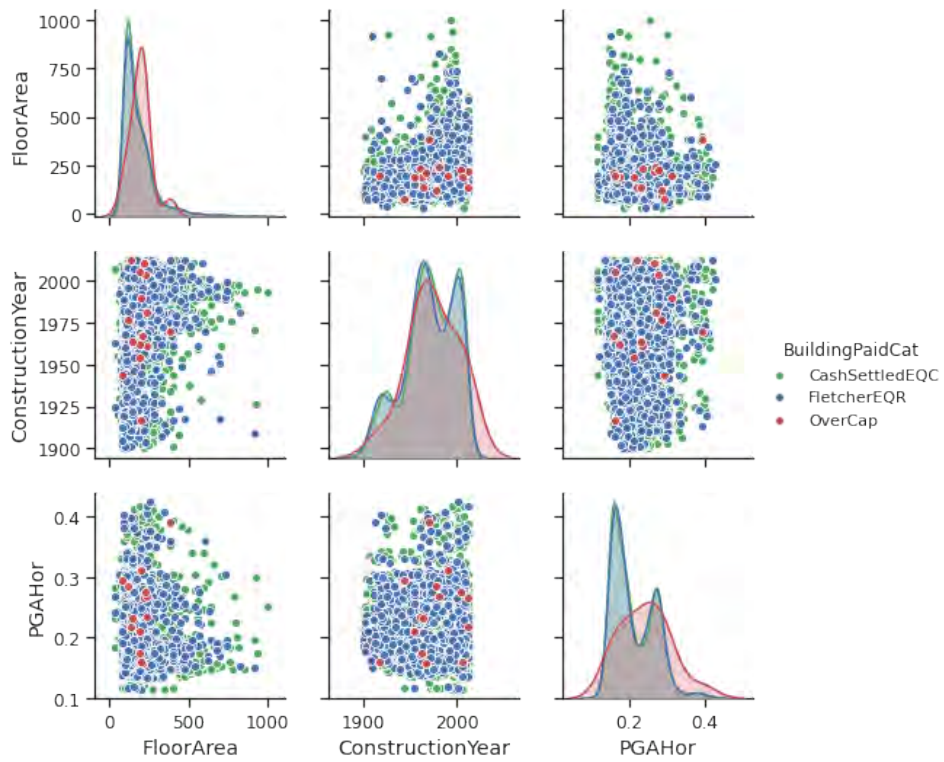 1000
750
500
250
0
FloorArea
2000
1975
1950
1925
1900
ConstructionYear
BuildingPaidCat
CashSettledEQC
FletcherEQR
OverCap
0.4
0.3
0.2
0.1
PGAHor
0 500 1000
1900 2000
0.2 0.4
FloorArea
ConstructionYear
PGAHor